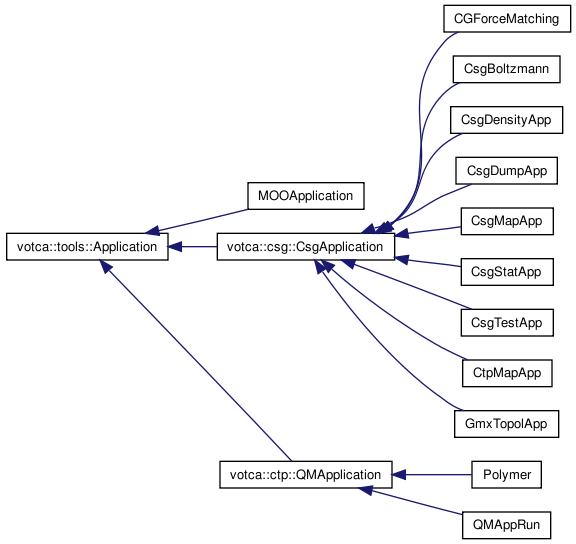 CGForceMatching
CsgBoltzmann
CsgDensityApp
CsgDumpApp
MOOApplication
CsgMapApp
votca::tools::Application
votca::csg::CsgApplication
CsgStatApp
CsgTestApp
CtpMapApp
GmxTopolApp
votca::ctp::QMApplication
Polymer
QMAppRun